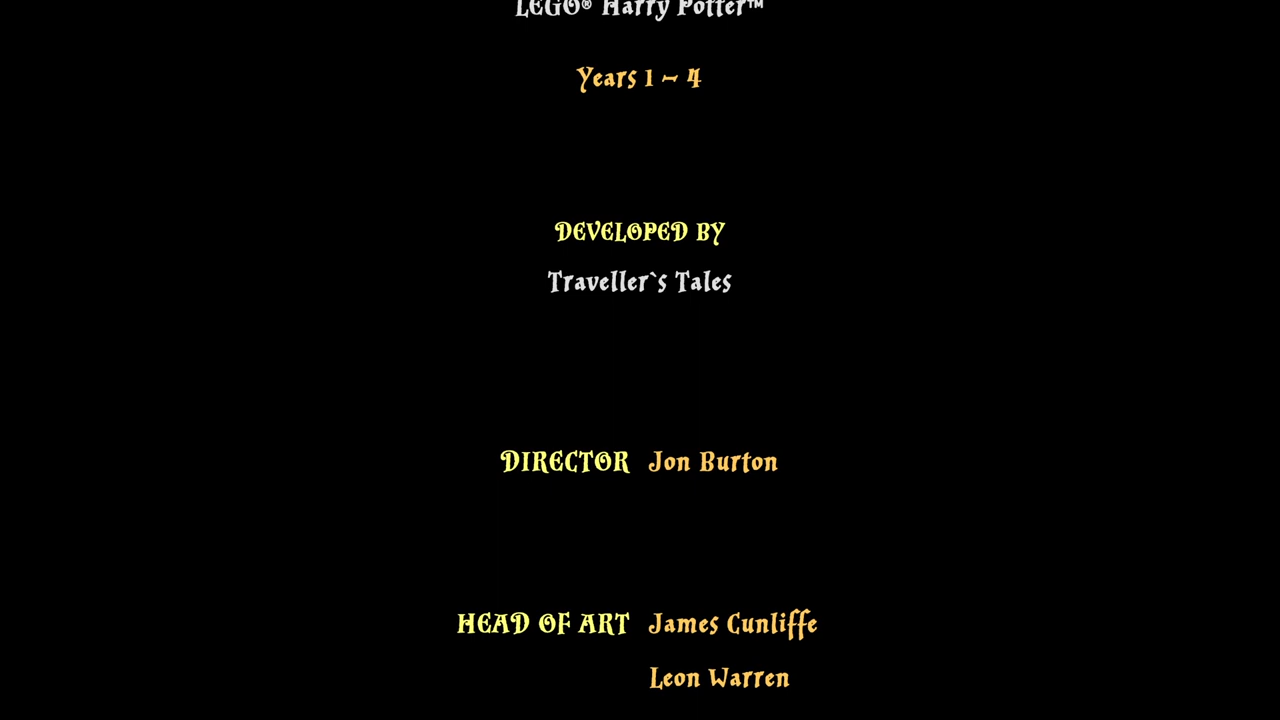 LEGO® Harry Potter™
Years 1 – 4
DEVELOPED BY
Traveller`s Tales
DIRECTOR Jon Burton
HEAD OF ART James Cunliffe
Leon Warren